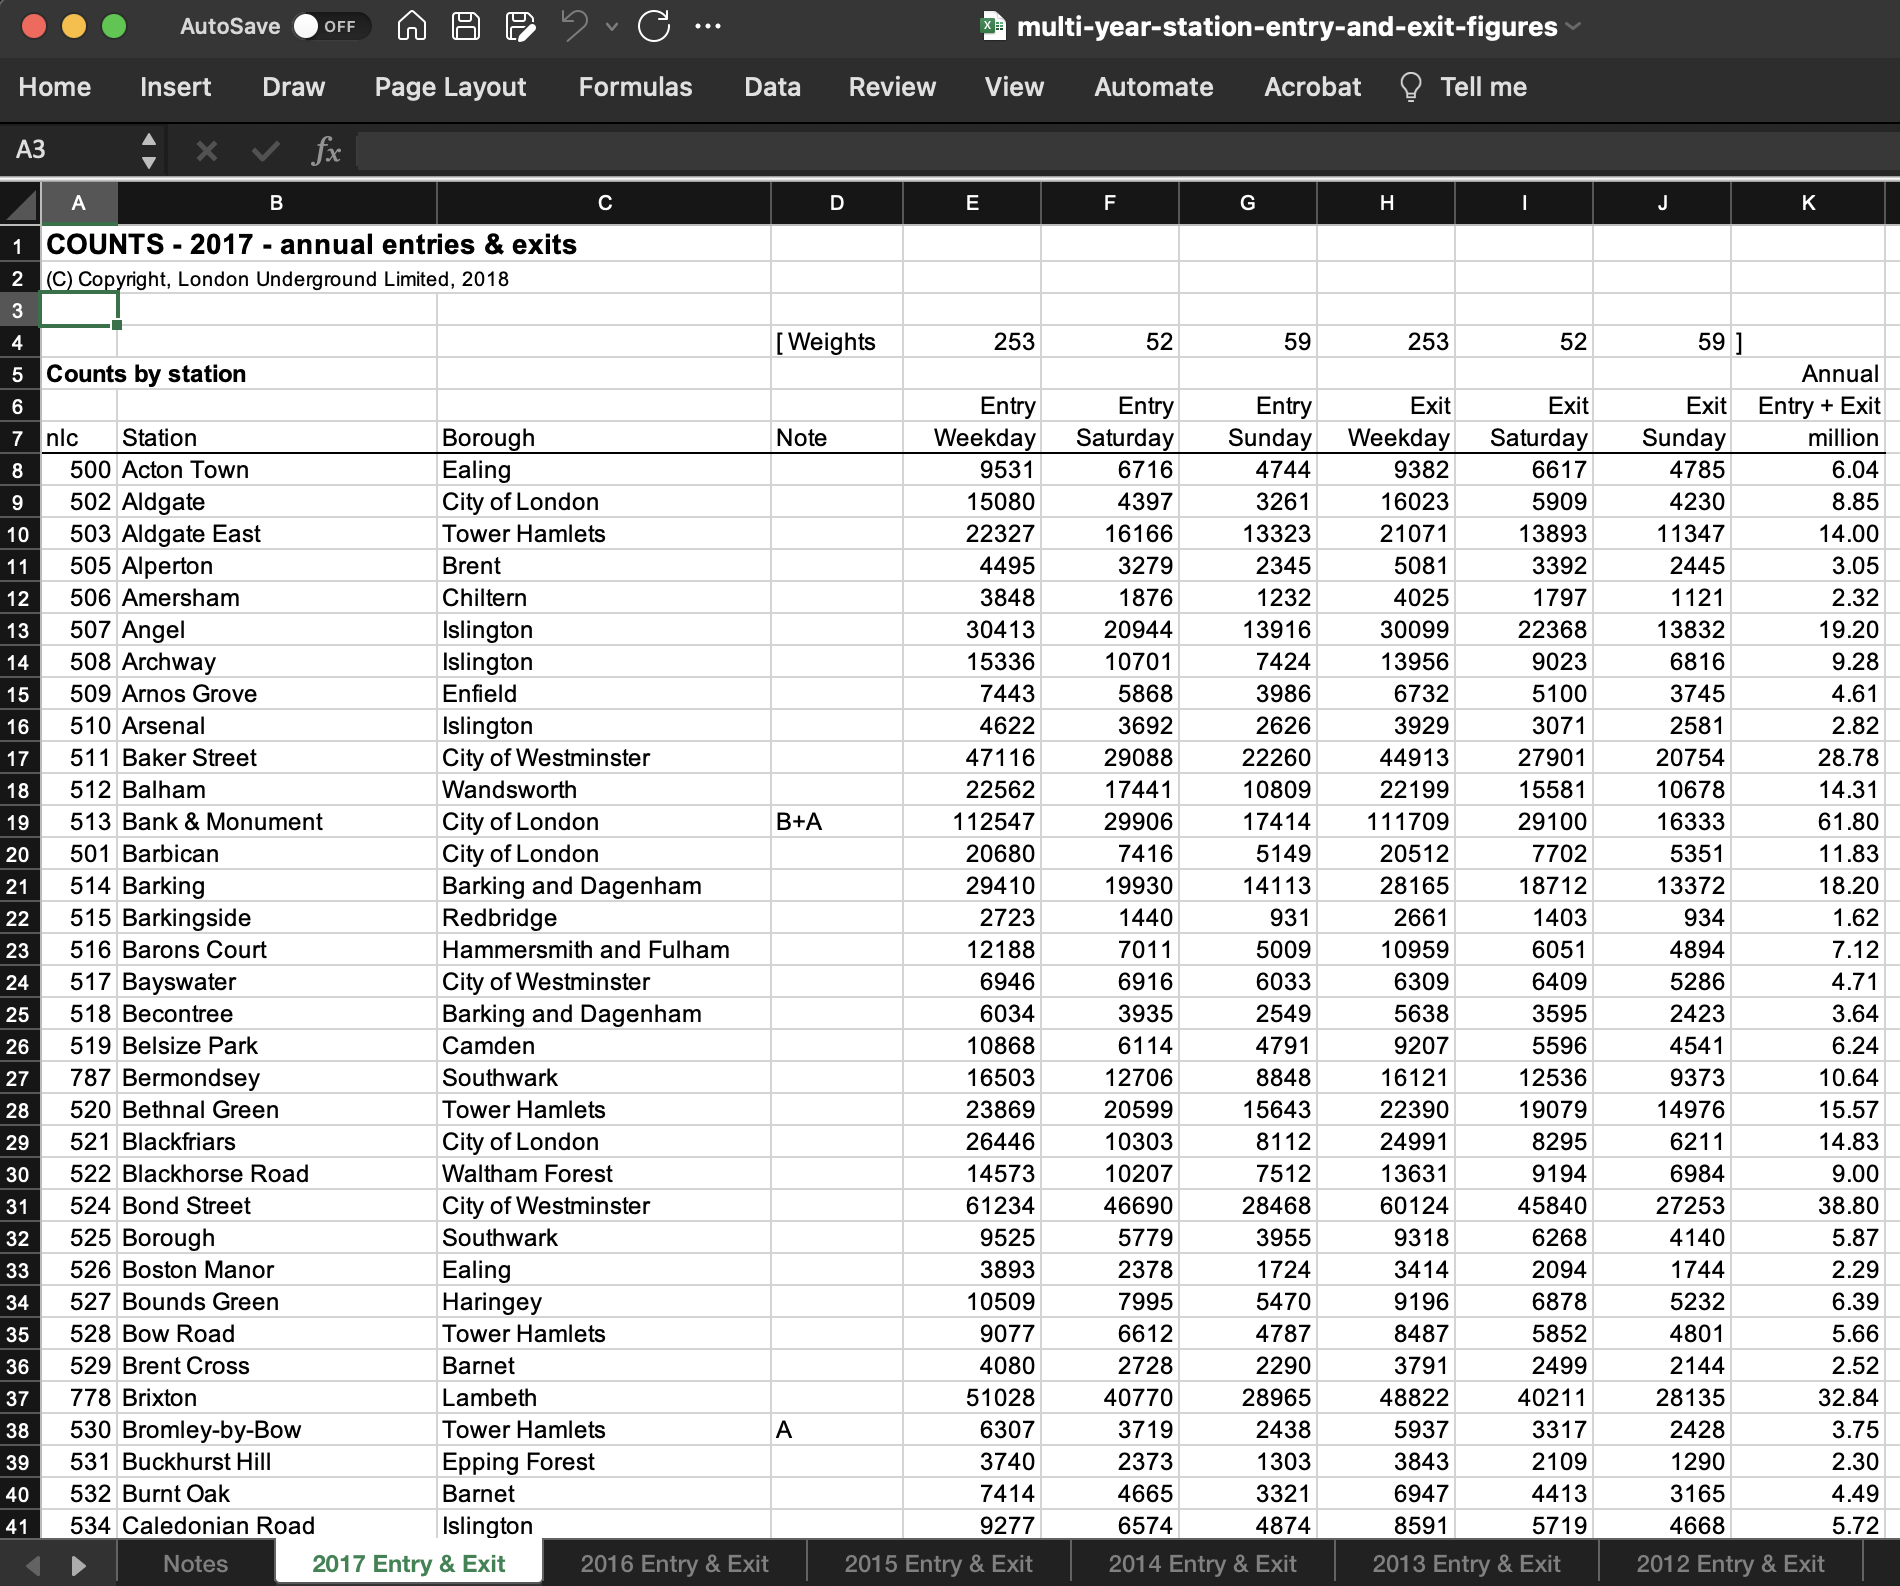 AutoSave OFF multi-year-station-entry-and-exit-figures
Home Insert Draw Page Layout Formulas Data Review View Automate Acrobat Tell me
A3 fx
A B C D E F G H I J K
1 COUNTS - 2017 - annual entries & exits
2 (C) Copyright, London Underground Limited, 2018
3
4 [ Weights 253 52 59 253 52 59 ]
5 Counts by station Annual
6 Entry Entry Entry Exit Exit Exit Entry + Exit
7 nlc Station Borough Note Weekday Saturday Sunday Weekday Saturday Sunday million
8 500 Acton Town Ealing 9531 6716 4744 9382 6617 4785 6.04
9 502 Aldgate City of London 15080 4397 3261 16023 5909 4230 8.85
10 503 Aldgate East Tower Hamlets 22327 16166 13323 21071 13893 11347 14.00
11 505 Alperton Brent 4495 3279 2345 5081 3392 2445 3.05
12 506 Amersham Chiltern 3848 1876 1232 4025 1797 1121 2.32
13 507 Angel Islington 30413 20944 13916 30099 22368 13832 19.20
14 508 Archway Islington 15336 10701 7424 13956 9023 6816 9.28
15 509 Arnos Grove Enfield 7443 5868 3986 6732 5100 3745 4.61
16 510 Arsenal Islington 4622 3692 2626 3929 3071 2581 2.82
17 511 Baker Street City of Westminster 47116 29088 22260 44913 27901 20754 28.78
18 512 Balham Wandsworth 22562 17441 10809 22199 15581 10678 14.31
19 513 Bank & Monument City of London B+A 112547 29906 17414 111709 29100 16333 61.80
20 501 Barbican City of London 20680 7416 5149 20512 7702 5351 11.83
21 514 Barking Barking and Dagenham 29410 19930 14113 28165 18712 13372 18.20
22 515 Barkingside Redbridge 2723 1440 931 2661 1403 934 1.62
23 516 Barons Court Hammersmith and Fulham 12188 7011 5009 10959 6051 4894 7.12
24 517 Bayswater City of Westminster 6946 6916 6033 6309 6409 5286 4.71
25 518 Becontree Barking and Dagenham 6034 3935 2549 5638 3595 2423 3.64
26 519 Belsize Park Camden 10868 6114 4791 9207 5596 4541 6.24
27 787 Bermondsey Southwark 16503 12706 8848 16121 12536 9373 10.64
28 520 Bethnal Green Tower Hamlets 23869 20599 15643 22390 19079 14976 15.57
29 521 Blackfriars City of London 26446 10303 8112 24991 8295 6211 14.83
30 522 Blackhorse Road Waltham Forest 14573 10207 7512 13631 9194 6984 9.00
31 524 Bond Street City of Westminster 61234 46690 28468 60124 45840 27253 38.80
32 525 Borough Southwark 9525 5779 3955 9318 6268 4140 5.87
33 526 Boston Manor Ealing 3893 2378 1724 3414 2094 1744 2.29
34 527 Bounds Green Haringey 10509 7995 5470 9196 6878 5232 6.39
35 528 Bow Road Tower Hamlets 9077 6612 4787 8487 5852 4801 5.66
36 529 Brent Cross Barnet 4080 2728 2290 3791 2499 2144 2.52
37 778 Brixton Lambeth 51028 40770 28965 48822 40211 28135 32.84
38 530 Bromley-by-Bow Tower Hamlets A 6307 3719 2438 5937 3317 2428 3.75
39 531 Buckhurst Hill Epping Forest 3740 2373 1303 3843 2109 1290 2.30
40 532 Burnt Oak Barnet 7414 4665 3321 6947 4413 3165 4.49
41 534 Caledonian Road Islington 9277 6574 4874 8591 5719 4668 5.72
Notes 2017 Entry & Exit 2016 Entry & Exit 2015 Entry & Exit 2014 Entry & Exit 2013 Entry & Exit 2012 Entry & Exit